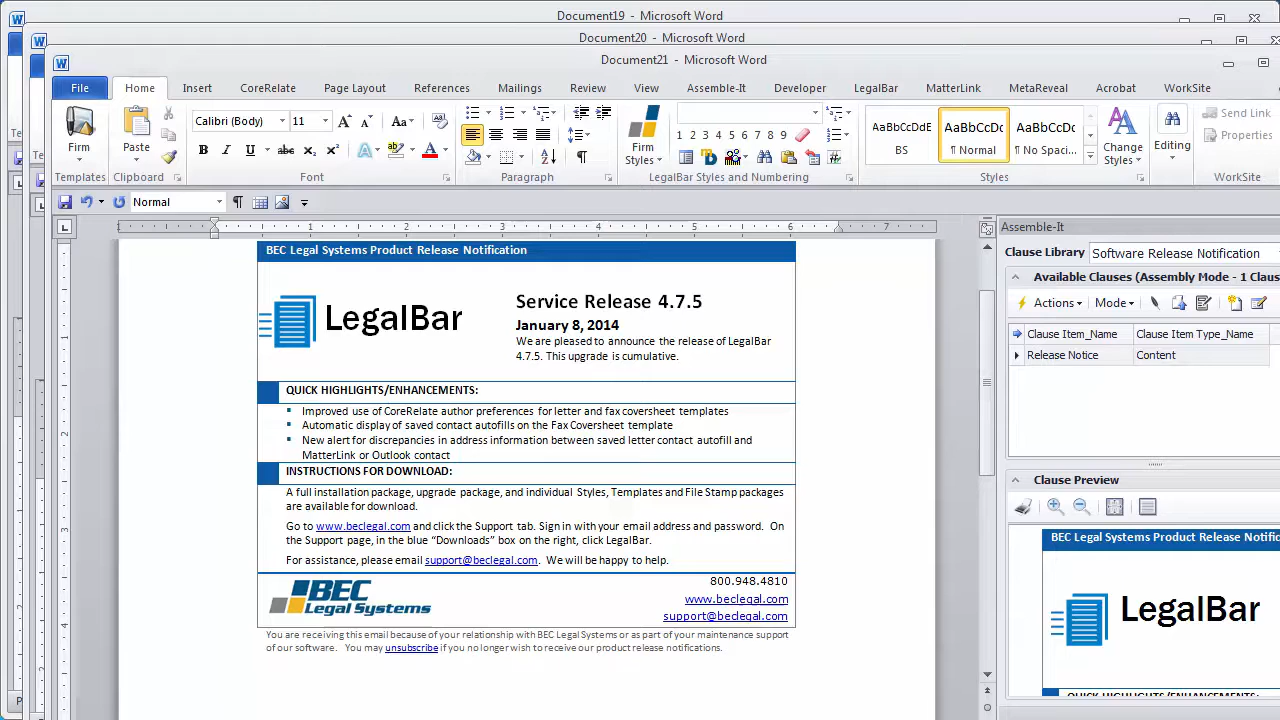 Document19 - Microsoft Word
Document20 - Microsoft Word
Document21 - Microsoft Word
File Home Insert CoreRelate Page Layout References Mailings Review View Assemble-It Developer LegalBar MatterLink MetaReveal Acrobat WorkSite
Calibri (Body) 11
1 2 3 4 5 6 7 8 9
AaBbCcDdE AaBbCcDc AaBbCcDc
BS ¶ Normal ¶ No Spaci...
Firm Paste Firm Styles Change Styles Editing Send Link Properties
Templates Clipboard Font Paragraph LegalBar Styles and Numbering Styles WorkSite
Normal
1 2 3 4 5 6 7
Assemble-It
Clause Library Software Release Notification
Available Clauses (Assembly Mode - 1 Claus
Actions Mode
Clause Item_Name Clause Item Type_Name
Release Notice Content
Clause Preview
BEC Legal Systems Product Release Notific
LegalBar
QUICK HIGHLIGHTS/ENHANCEMENTS:
BEC Legal Systems Product Release Notification
LegalBar
Service Release 4.7.5
January 8, 2014
We are pleased to announce the release of LegalBar
4.7.5. This upgrade is cumulative.
QUICK HIGHLIGHTS/ENHANCEMENTS:
▪ Improved use of CoreRelate author preferences for letter and fax coversheet templates
▪ Automatic display of saved contact autofills on the Fax Coversheet template
▪ New alert for discrepancies in address information between saved letter contact autofill and
MatterLink or Outlook contact
INSTRUCTIONS FOR DOWNLOAD:
A full installation package, upgrade package, and individual Styles, Templates and File Stamp packages
are available for download.
Go to www.beclegal.com and click the Support tab. Sign in with your email address and password. On
the Support page, in the blue “Downloads” box on the right, click LegalBar.
For assistance, please email support@beclegal.com. We will be happy to help.
BEC
Legal Systems
800.948.4810
www.beclegal.com
support@beclegal.com
You are receiving this email because of your relationship with BEC Legal Systems or as part of your maintenance support
of our software. You may unsubscribe if you no longer wish to receive our product release notifications.